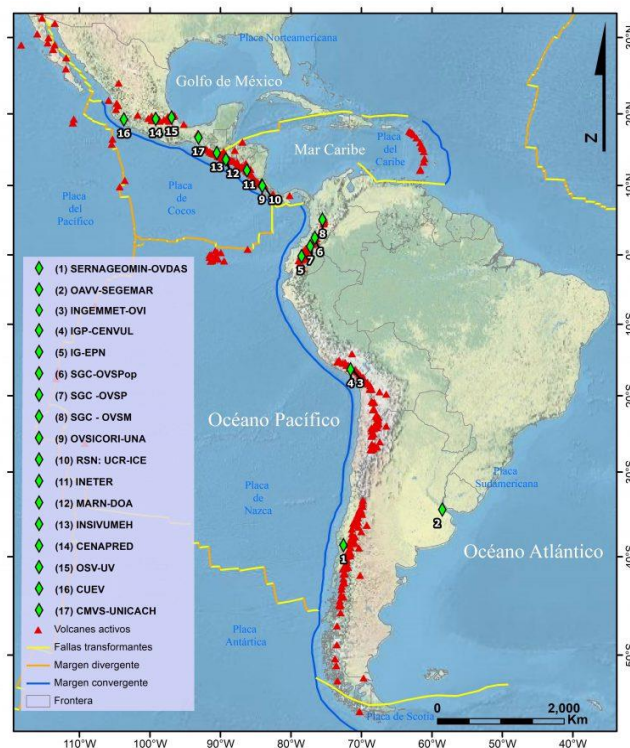 Placa Norteamericana
30°N
Golfo de México
20°N
N
16
14
15
17
13
12
11
9
10
Mar Caribe
Placa
del
Caribe
10°N
Placa
del
Pacífico
Placa
de
Cocos
8
6
7
5
0°
(1) SERNAGEOMIN-OVDAS
(2) OAVV-SEGEMAR
(3) INGEMMET-OVI
(4) IGP-CENVUL
(5) IG-EPN
(6) SGC-OVSPop
(7) SGC -OVSP
(8) SGC - OVSM
(9) OVSICORI-UNA
(10) RSN: UCR-ICE
(11) INETER
(12) MARN-DOA
(13) INSIVUMEH
(14) CENAPRED
(15) OSV-UV
(16) CUEV
(17) CMVS-UNICACH
Volcanes activos
Fallas transformantes
Margen divergente
Margen convergente
Frontera
10°S
4 3
20°S
Océano Pacífico
Placa
de
Nazca
Placa
Sudamericana
30°S
2
Océano Atlántico
1
40°S
Placa
Antártica
50°S
0 2,000
Km
Placa de Scotia
110°W 100°W 90°W 80°W 70°W 60°W 50°W 40°W